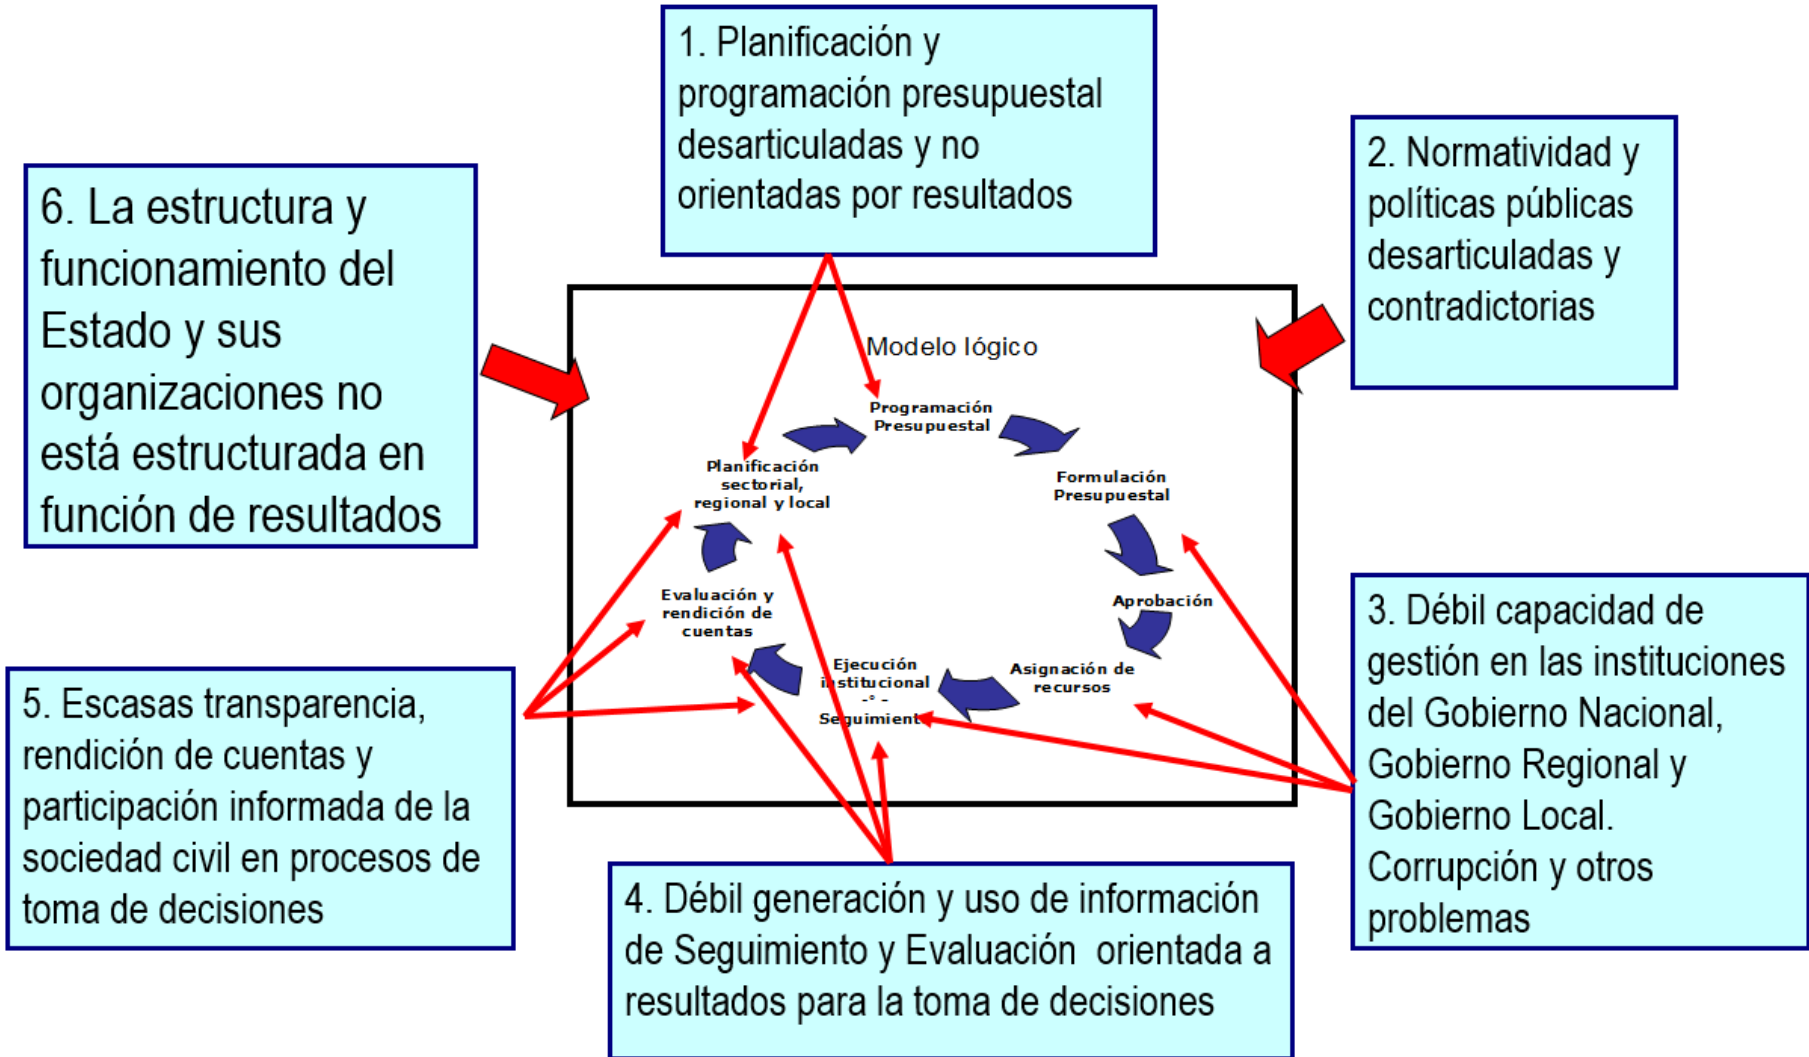 1. Planificación y
programación presupuestal
desarticuladas y no
orientadas por resultados
2. Normatividad y
políticas públicas
desarticuladas y
contradictorias
6. La estructura y
funcionamiento del
Estado y sus
organizaciones no
está estructurada en
función de resultados
Modelo lógico
Programación
Presupuestal
Planificación
sectorial,
regional y local
Formulación
Presupuestal
Evaluación y
rendición de
cuentas
Aprobación
Ejecución
institucional
-°-
Seguimient
Asignación de
recursos
3. Débil capacidad de
gestión en las instituciones
del Gobierno Nacional,
Gobierno Regional y
Gobierno Local.
Corrupción y otros
problemas
5. Escasas transparencia,
rendición de cuentas y
participación informada de la
sociedad civil en procesos de
toma de decisiones
4. Débil generación y uso de información
de Seguimiento y Evaluación orientada a
resultados para la toma de decisiones